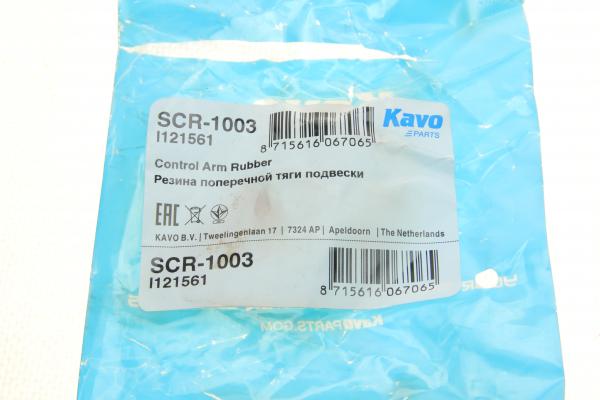 SCR-1003
I121561
8 715616 067065
Kavo
PARTS
Control Arm Rubber
Резина поперечной тяги подвески
EAC
KAVO B.V. | Tweelingenlaan 17 | 7324 AP | Apeldoorn | The Netherlands
SCR-1003
I121561
8 715616 067065
KavoPARTS.COM